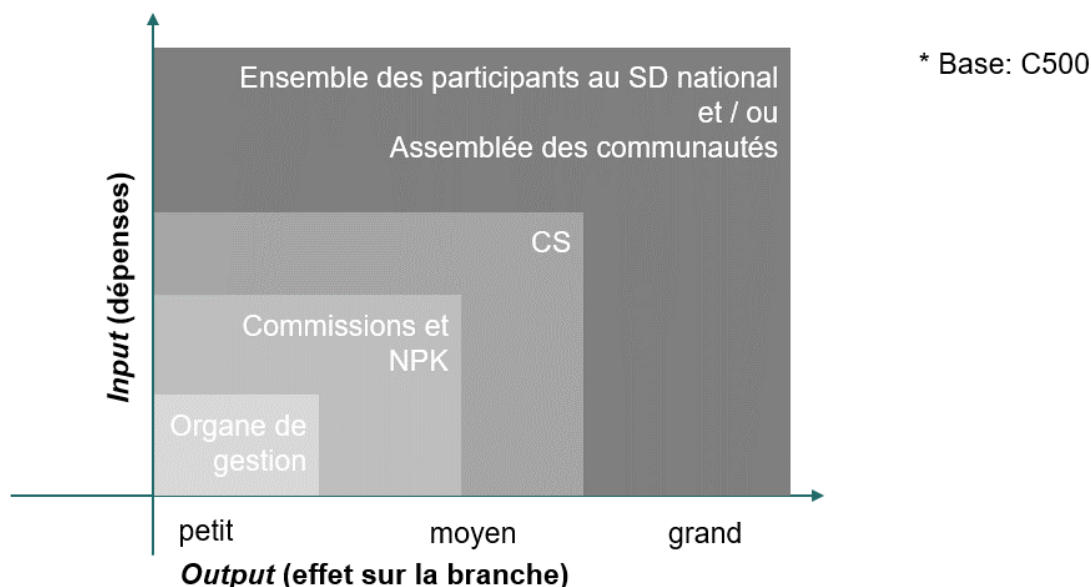 Ensemble des participants au SD national
et / ou
Assemblée des communautés
* Base: C500
CS
Commissions et
NPK
Organe de
gestion
Input (dépenses)
petit
moyen
grand
Output (effet sur la branche)